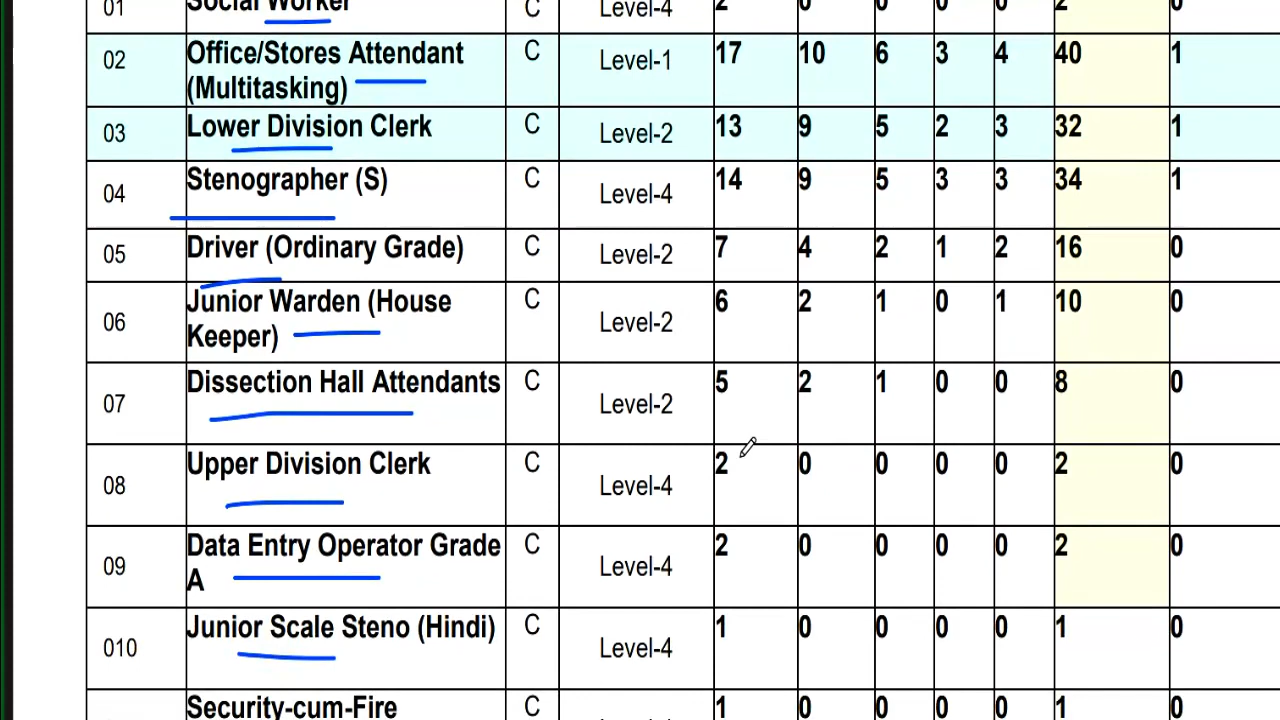 01 Social Worker C Level-4 2 0 0 0 0 2 0
02 Office/Stores Attendant C Level-1 17 10 6 3 4 40 1
(Multitasking)
03 Lower Division Clerk C Level-2 13 9 5 2 3 32 1
04 Stenographer (S) C Level-4 14 9 5 3 3 34 1
05 Driver (Ordinary Grade) C Level-2 7 4 2 1 2 16 0
06 Junior Warden (House C Level-2 6 2 1 0 1 10 0
Keeper)
07 Dissection Hall Attendants C Level-2 5 2 1 0 0 8 0
08 Upper Division Clerk C Level-4 2 0 0 0 0 2 0
09 Data Entry Operator Grade C Level-4 2 0 0 0 0 2 0
A
010 Junior Scale Steno (Hindi) C Level-4 1 0 0 0 0 1 0
Security-cum-Fire C 1 0 0 0 0 1 0